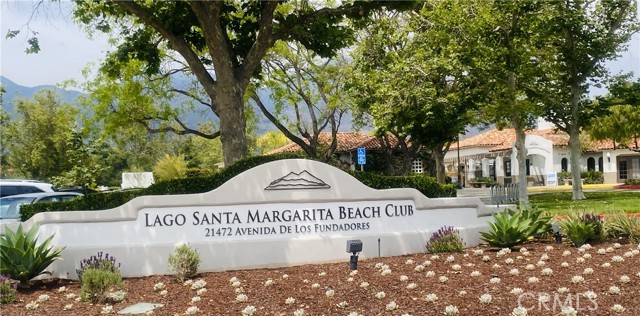 LAGO SANTA MARGARITA BEACH CLUB
21472 AVENIDA DE LOS FUNDADORES
CRMLS